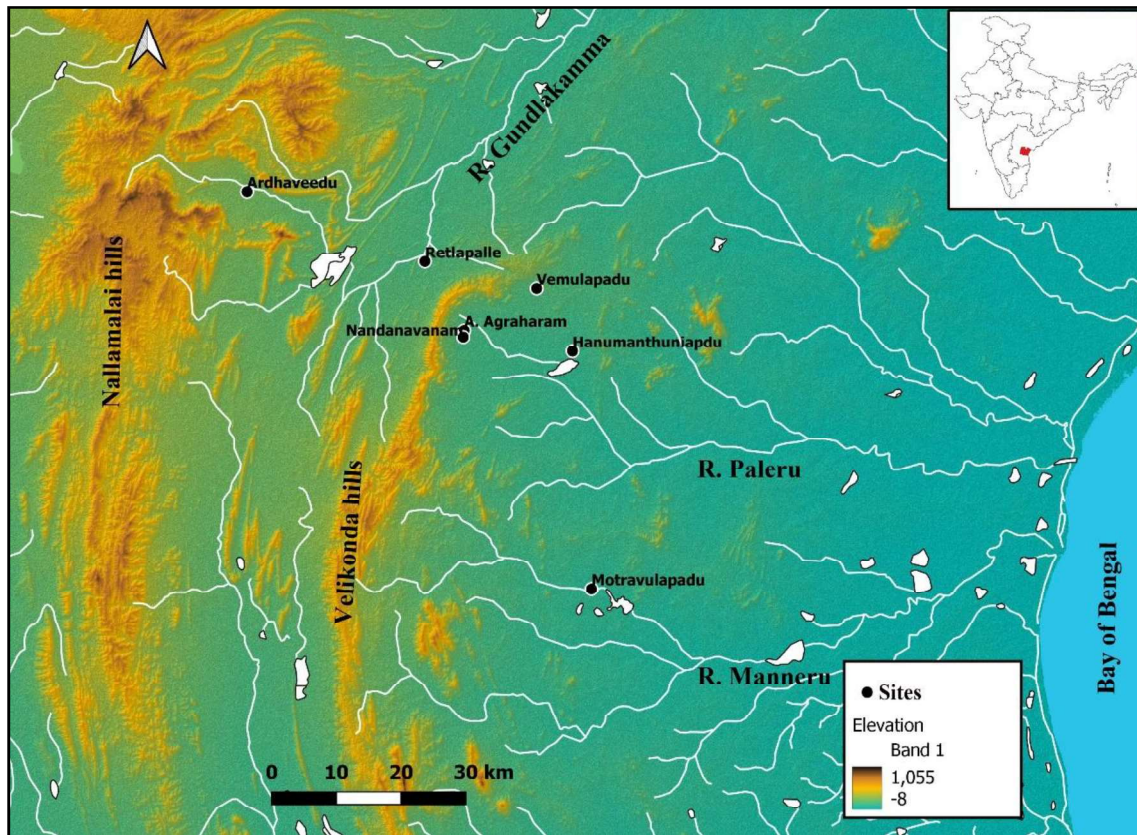 R. Gundlakamma
Ardhaveedu
Retlapalle
Vemulapadu
A. Agraharam
Nandanavanam
Hanumanthuniapdu
Nallamalai hills
Velikonda hills
R. Paleru
Motravulapadu
R. Manneru
Bay of Bengal
0 10 20 30 km
Sites
Elevation
Band 1
1,055
-8